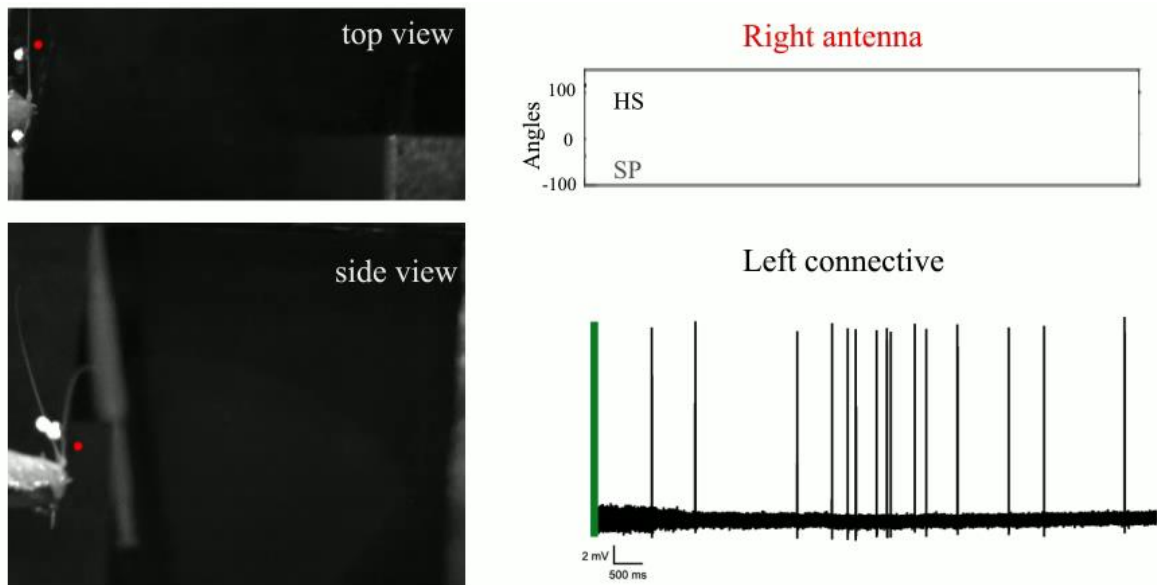 top view
side view
Right antenna
Angles
100
0
-100
HS
SP
Left connective
2 mV
500 ms